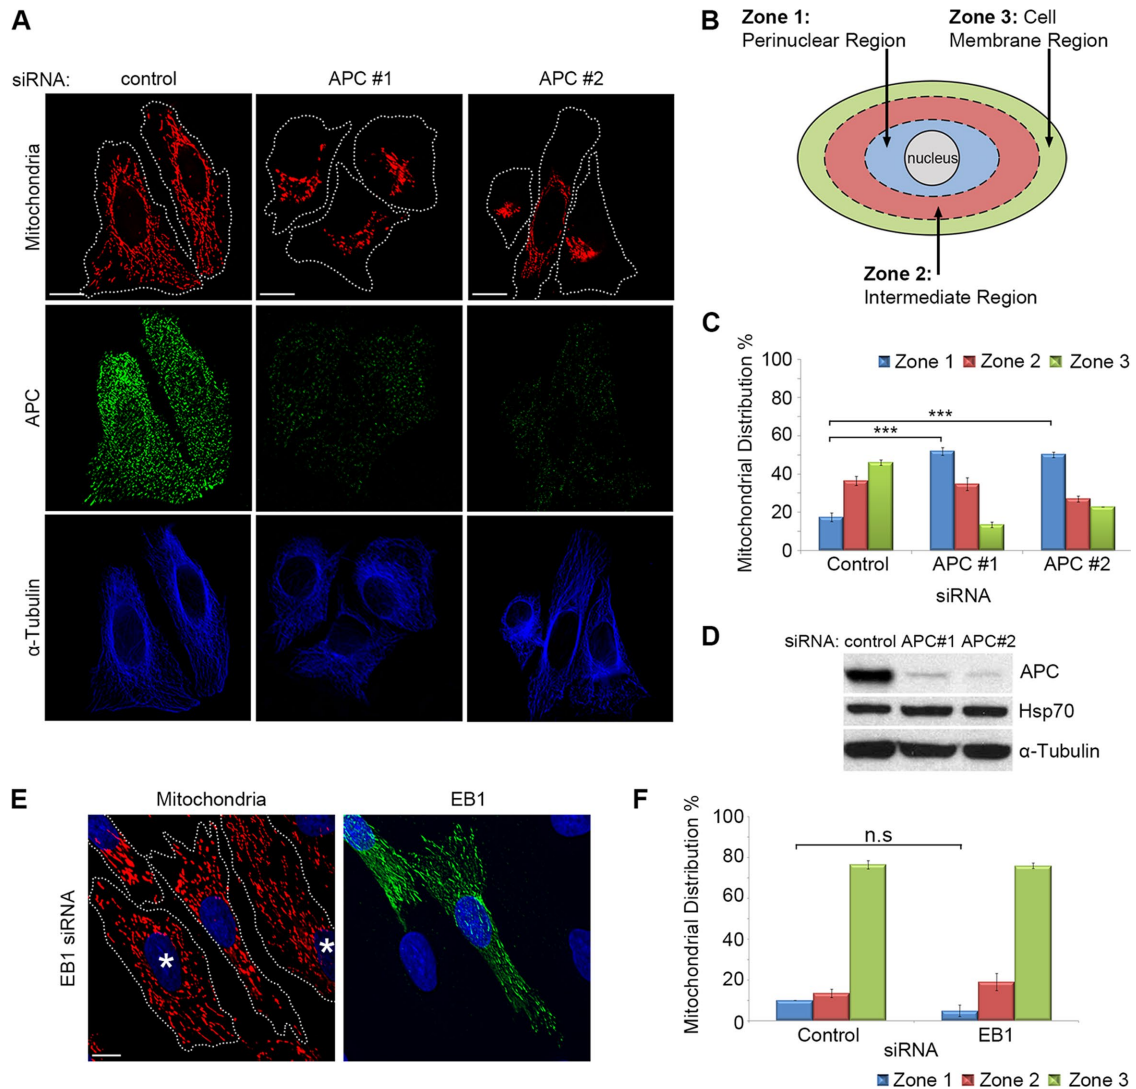 A
siRNA: control APC #1 APC #2
Mitochondria
APC
α-Tubulin
B
Zone 1: Perinuclear Region
Zone 3: Cell Membrane Region
nucleus
Zone 2: Intermediate Region
C
Mitochondrial Distribution %
100
80
60
40
20
0
Zone 1 Zone 2 Zone 3
***
***
Control APC #1 APC #2
siRNA
D
siRNA: control APC#1 APC#2
APC
Hsp70
α-Tubulin
E
Mitochondria EB1
EB1 siRNA
*
*
F
Mitochondrial Distribution %
100
80
60
40
20
0
n.s
Control EB1
siRNA
Zone 1 Zone 2 Zone 3